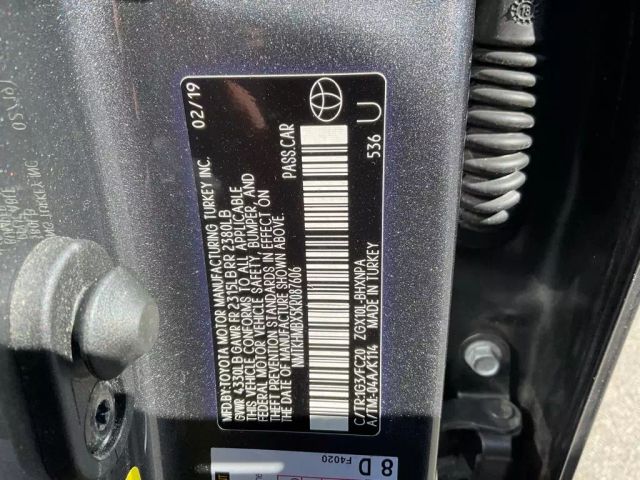 MFD.BY:TOYOTA MOTOR MANUFACTURING TURKEY INC. 02/19
GVWR 4330LB GAWR FR 2315LB RR 2380LB
THIS VEHICLE CONFORMS TO ALL APPLICABLE
FEDERAL MOTOR VEHICLE SAFETY, BUMPER, AND
THEFT PREVENTION STANDARDS IN EFFECT ON
THE DATE OF MANUFACTURE SHOWN ABOVE.
NMTKHMBX5KR087606 PASS.CAR
C/TR:1G3/FC20 ZGX10L-BHXNPA 536 U
A/TM:-04A/K114 MADE IN TURKEY
8 D
F4020